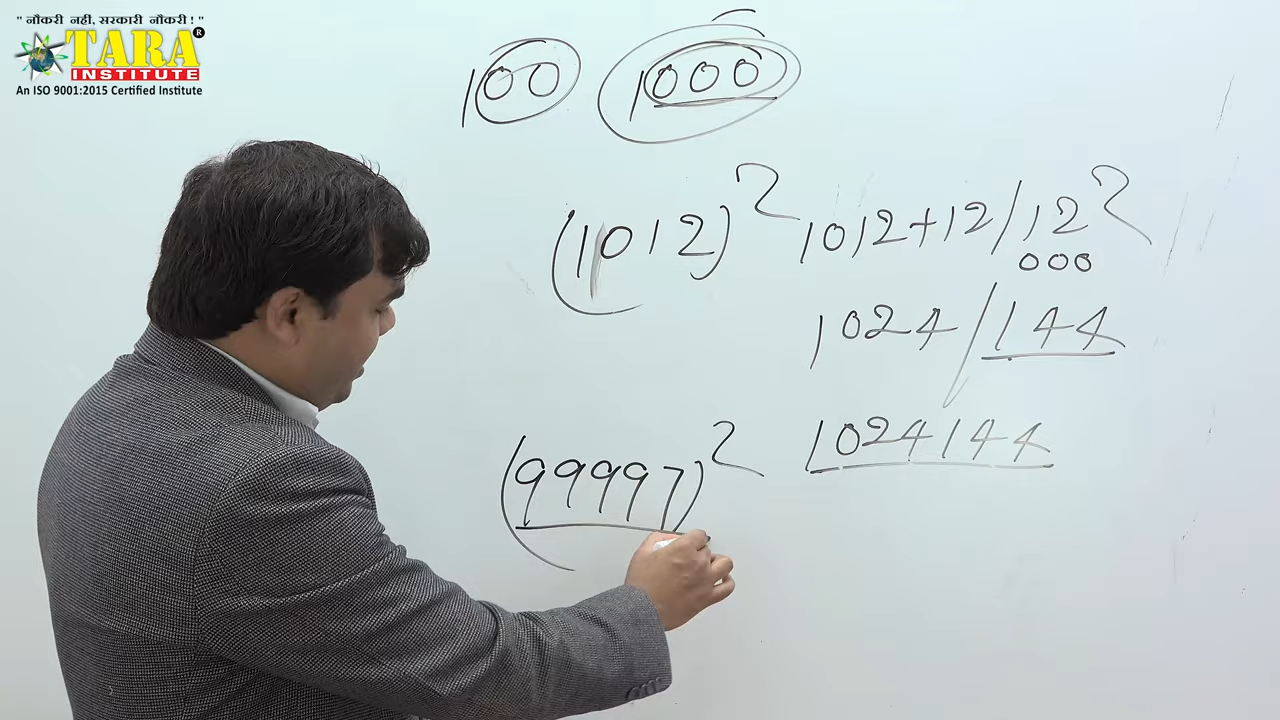 " नौकरी नहीं, सरकारी नौकरी ! "
TARA ®
INSTITUTE
An ISO 9001:2015 Certified Institute
100 1000
(1012)² 1012+12/12²
000
1024/144
1024144
(99997)²